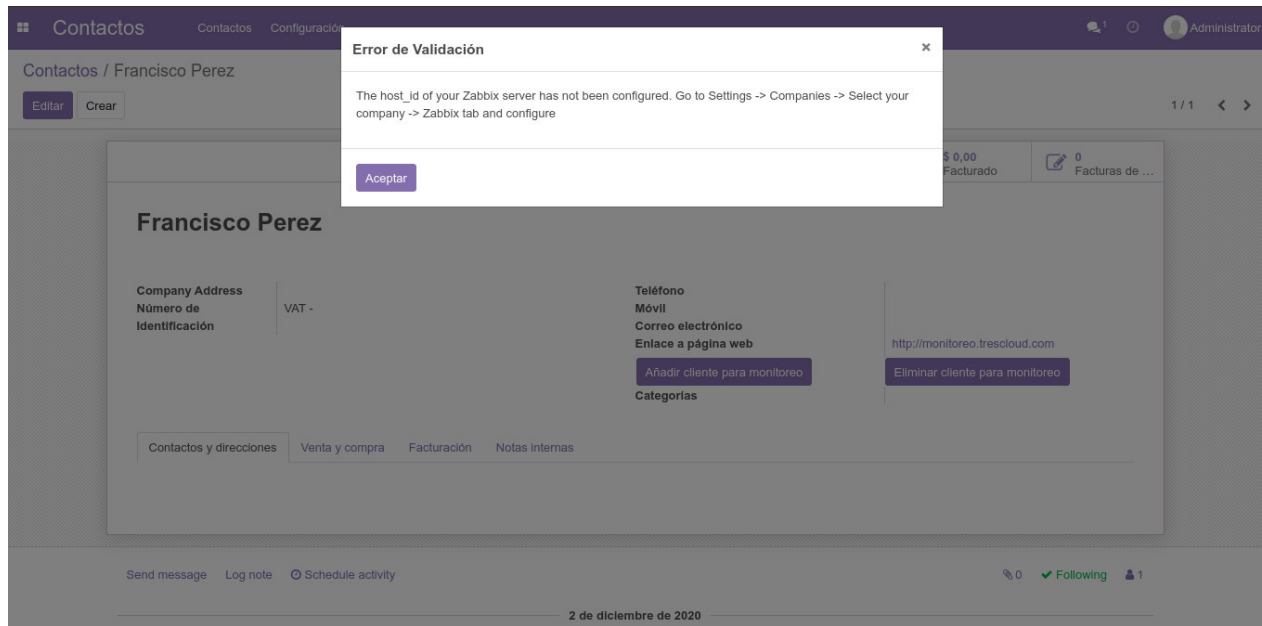 Contactos Contactos Configuración 1 Administrator
Contactos / Francisco Perez
Editar Crear 1 / 1
Error de Validación ×
The host_id of your Zabbix server has not been configured. Go to Settings -> Companies -> Select your
company -> Zabbix tab and configure
Aceptar
$ 0,00
Facturado
0
Facturas de ...
Francisco Perez
Company Address
Número de
Identificación
VAT -
Teléfono
Móvil
Correo electrónico
Enlace a página web http://monitoreo.trescloud.com
Añadir cliente para monitoreo Eliminar cliente para monitoreo
Categorías
Contactos y direcciones Venta y compra Facturación Notas internas
Send message Log note Schedule activity 0 Following 1
2 de diciembre de 2020